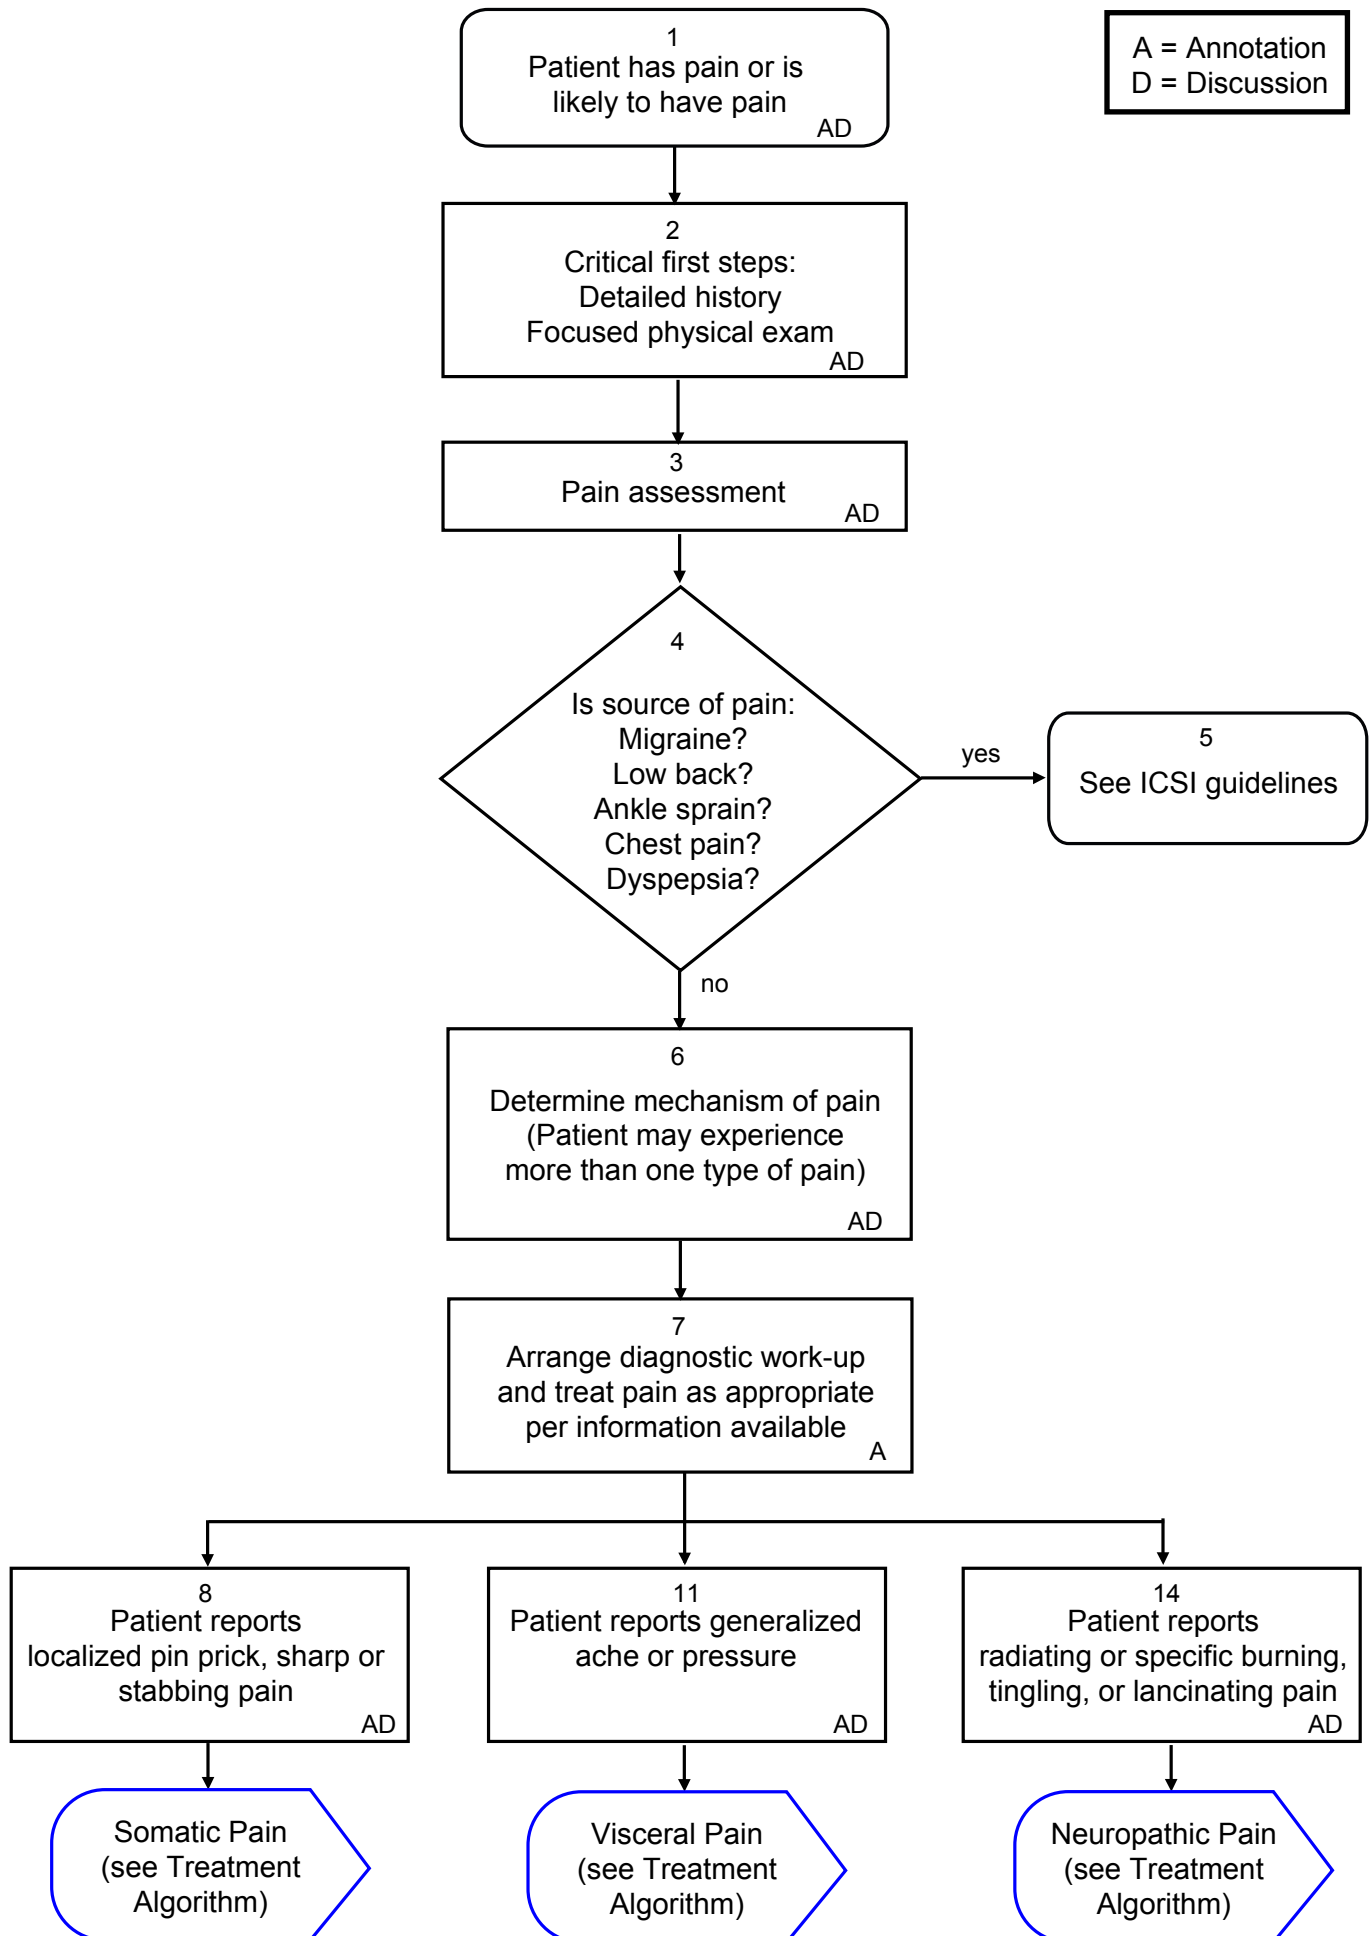 1
Patient has pain or is
likely to have pain
AD
A = Annotation
D = Discussion
2
Critical first steps:
Detailed history
Focused physical exam
AD
3
Pain assessment
AD
4
Is source of pain:
Migraine?
Low back?
Ankle sprain?
Chest pain?
Dyspepsia?
yes
5
See ICSI guidelines
no
6
Determine mechanism of pain
(Patient may experience
more than one type of pain)
AD
7
Arrange diagnostic work-up
and treat pain as appropriate
per information available
A
8
Patient reports
localized pin prick, sharp or
stabbing pain
AD
11
Patient reports generalized
ache or pressure
AD
14
Patient reports
radiating or specific burning,
tingling, or lancinating pain
AD
Somatic Pain
(see Treatment
Algorithm)
Visceral Pain
(see Treatment
Algorithm)
Neuropathic Pain
(see Treatment
Algorithm)